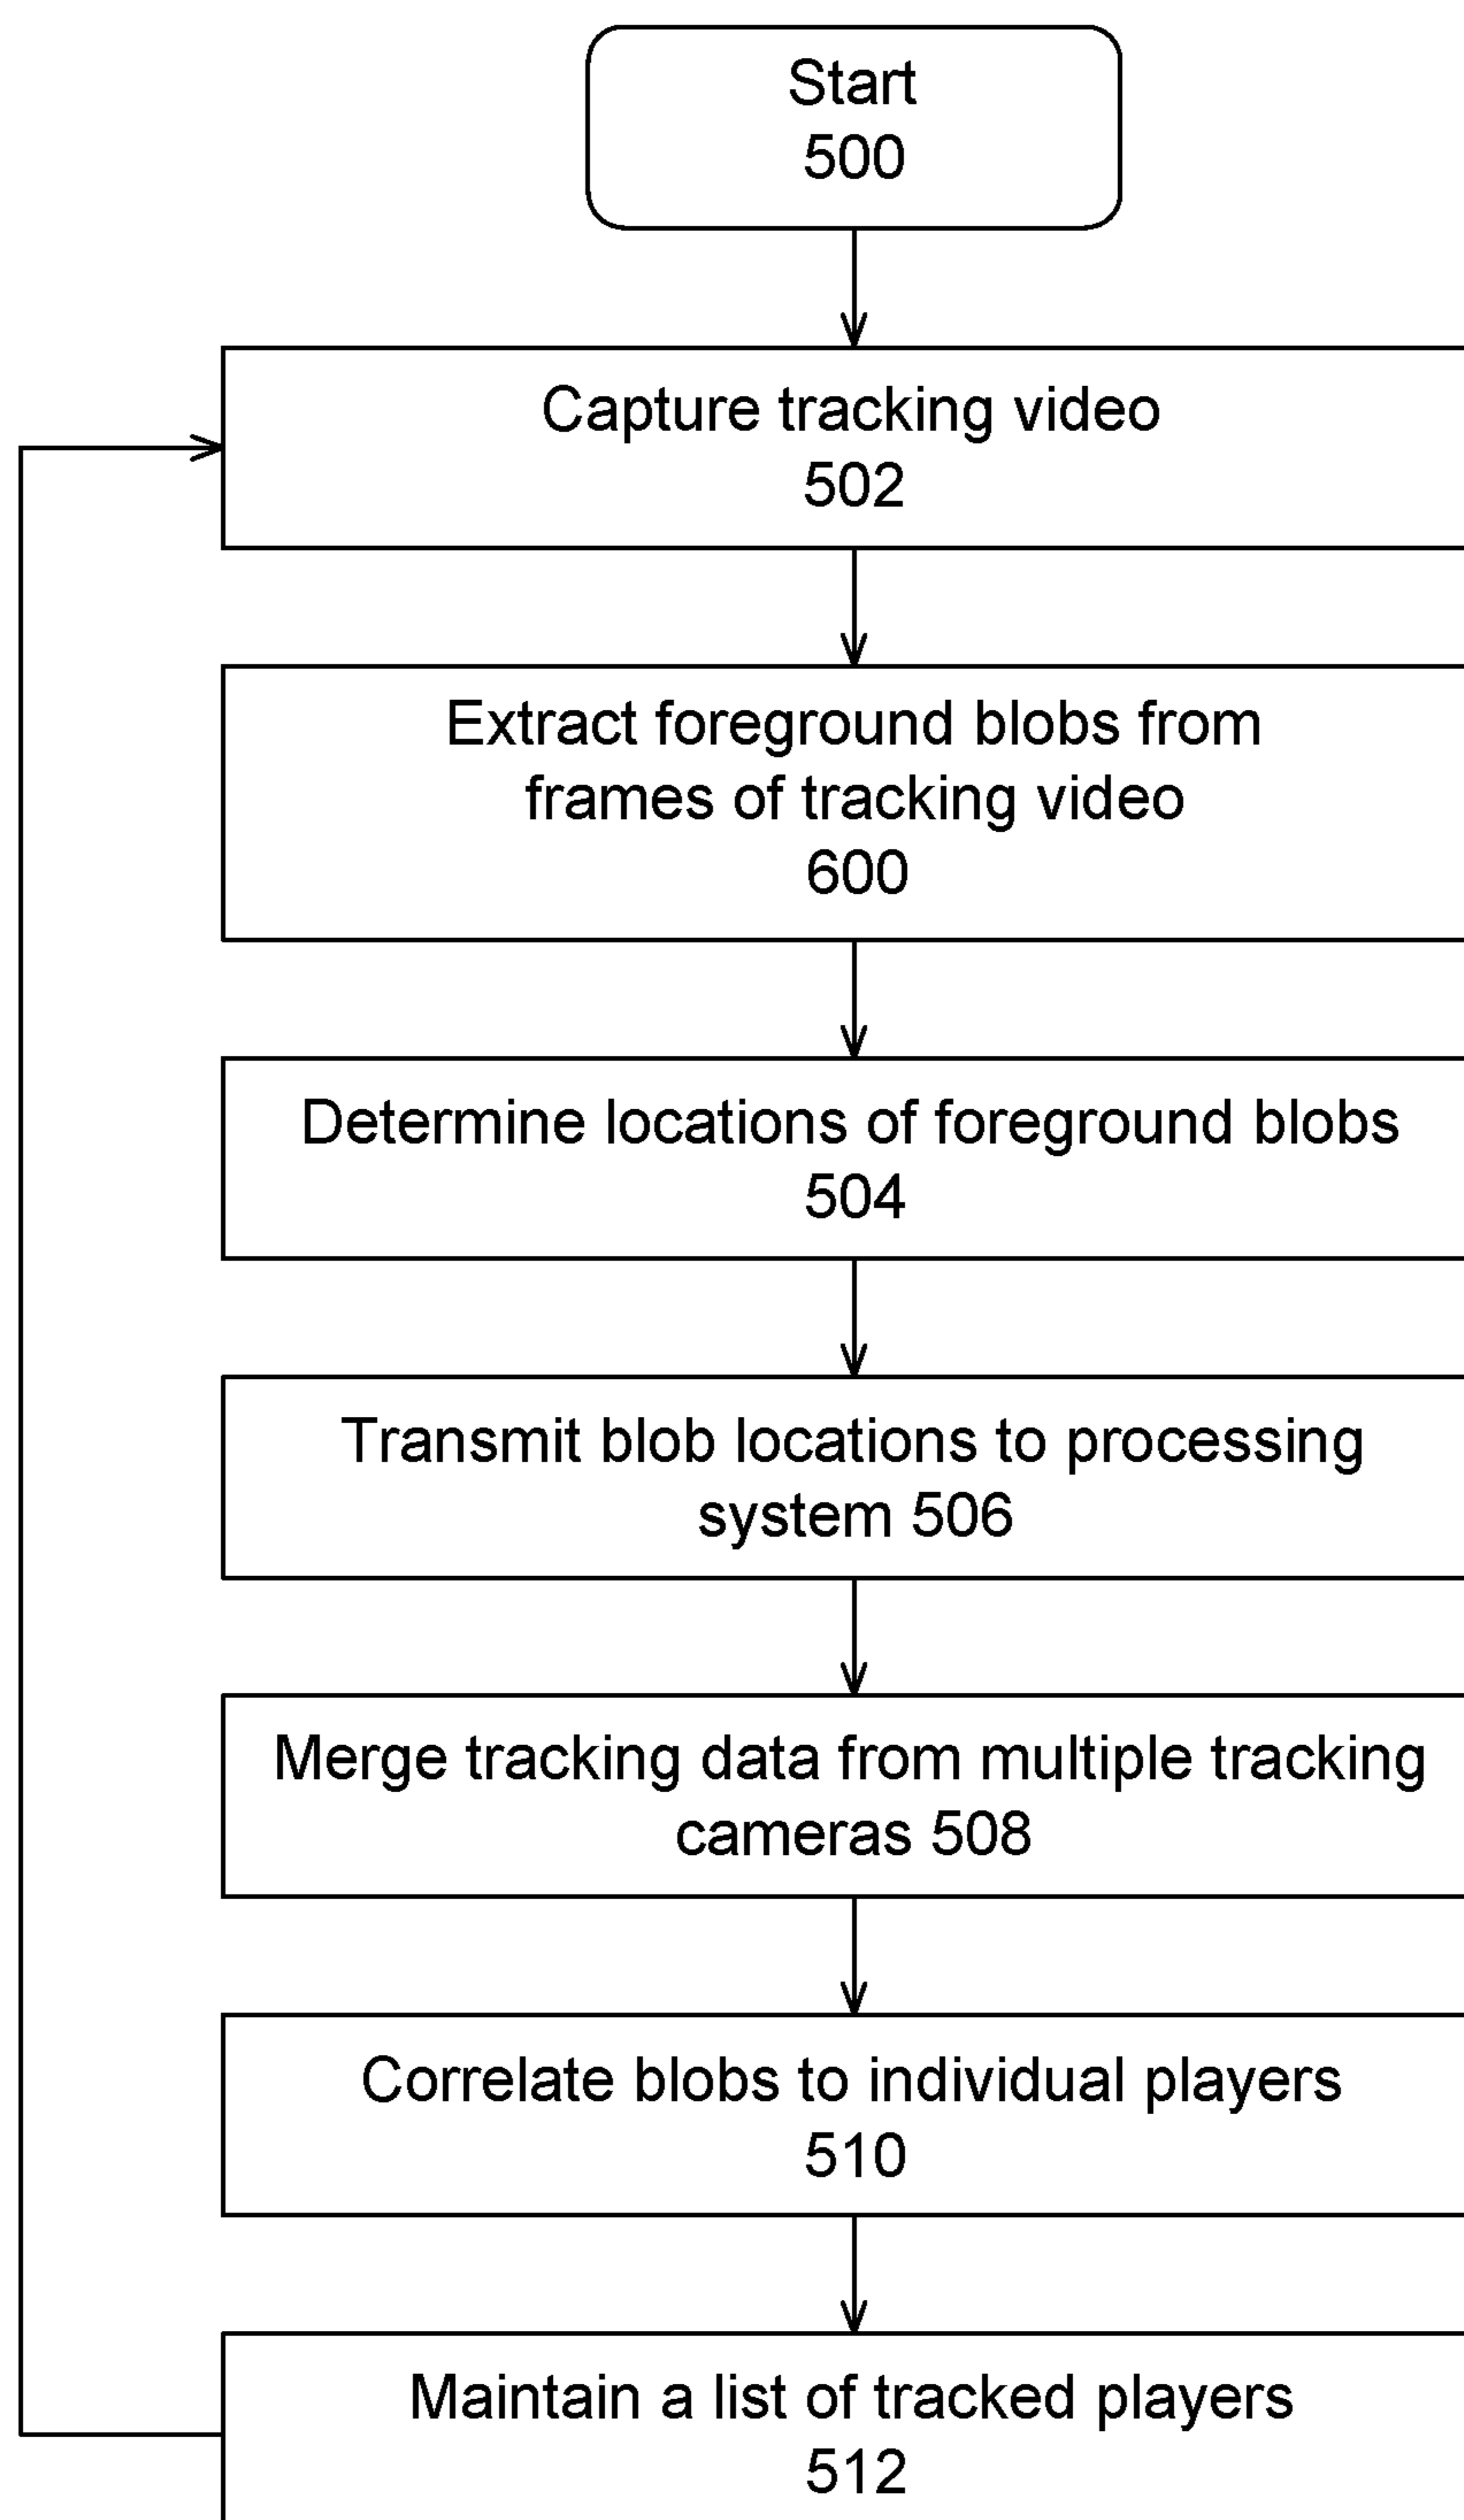 Start
500
Capture tracking video
502
Extract foreground blobs from
frames of tracking video
600
Determine locations of foreground blobs
504
Transmit blob locations to processing
system 506
Merge tracking data from multiple tracking
cameras 508
Correlate blobs to individual players
510
Maintain a list of tracked players
512